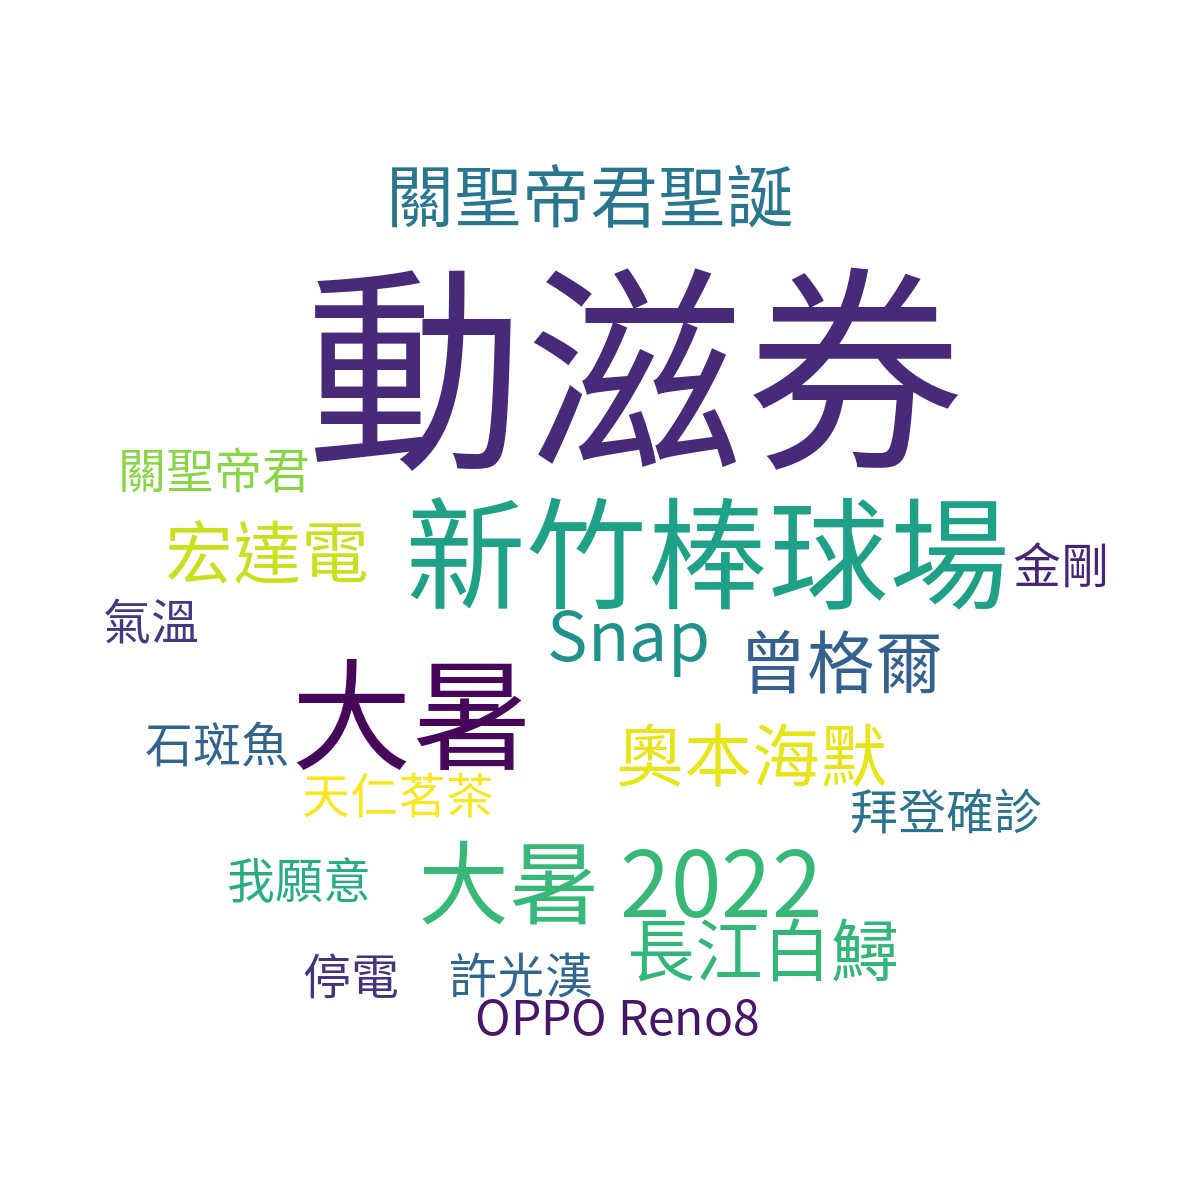 關聖帝君聖誕
動滋券
關聖帝君
宏達電
新竹棒球場
金剛
氣溫
Snap
曾格爾
大暑
石斑魚
奧本海默
天仁茗茶
拜登確診
我願意
大暑 2022
長江白鱘
停電
許光漢
OPPO Reno8